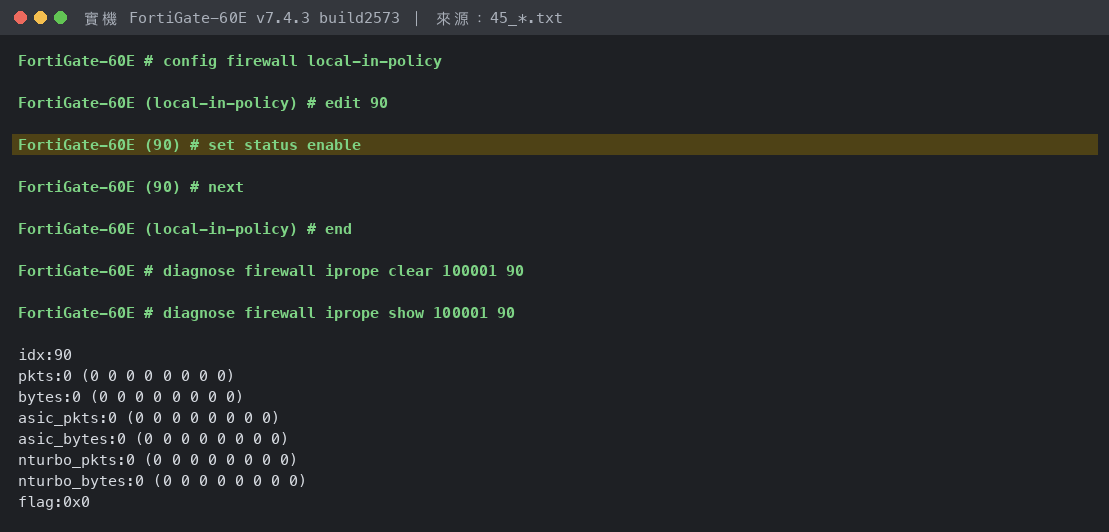 實機 FortiGate-60E v7.4.3 build2573 | 來源：45_*.txt
FortiGate-60E # config firewall local-in-policy
FortiGate-60E (local-in-policy) # edit 90
FortiGate-60E (90) # set status enable
FortiGate-60E (90) # next
FortiGate-60E (local-in-policy) # end
FortiGate-60E # diagnose firewall iprope clear 100001 90
FortiGate-60E # diagnose firewall iprope show 100001 90
idx:90
pkts:0 (0 0 0 0 0 0 0 0)
bytes:0 (0 0 0 0 0 0 0 0)
asic_pkts:0 (0 0 0 0 0 0 0 0)
asic_bytes:0 (0 0 0 0 0 0 0 0)
nturbo_pkts:0 (0 0 0 0 0 0 0 0)
nturbo_bytes:0 (0 0 0 0 0 0 0 0)
flag:0x0